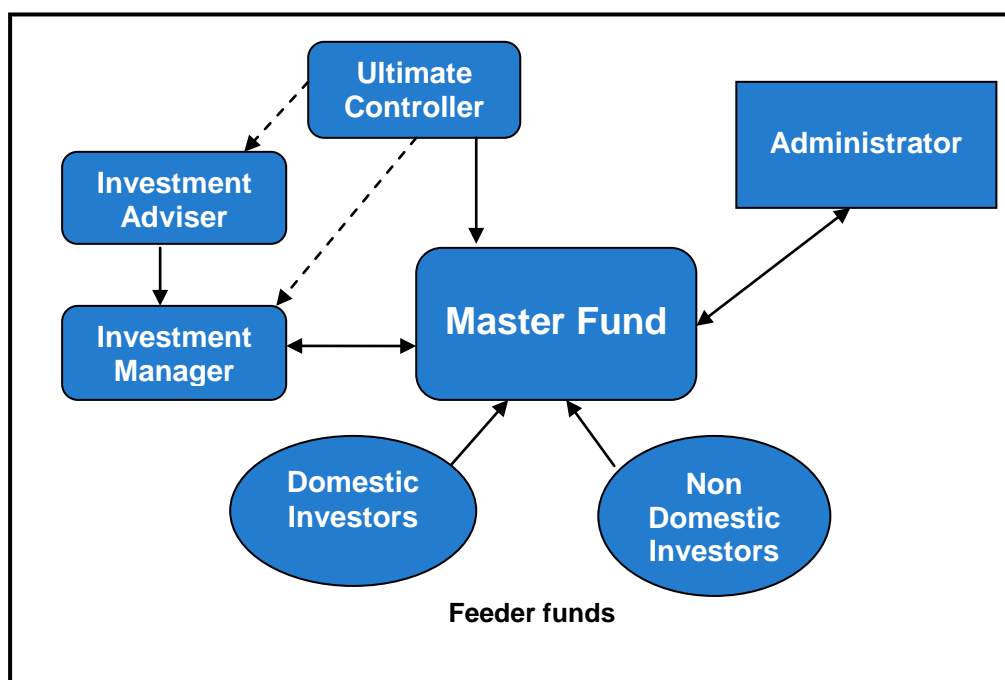 Ultimate
Controller
Administrator
Investment
Adviser
Master Fund
Investment
Manager
Domestic
Investors
Non
Domestic
Investors
Feeder funds